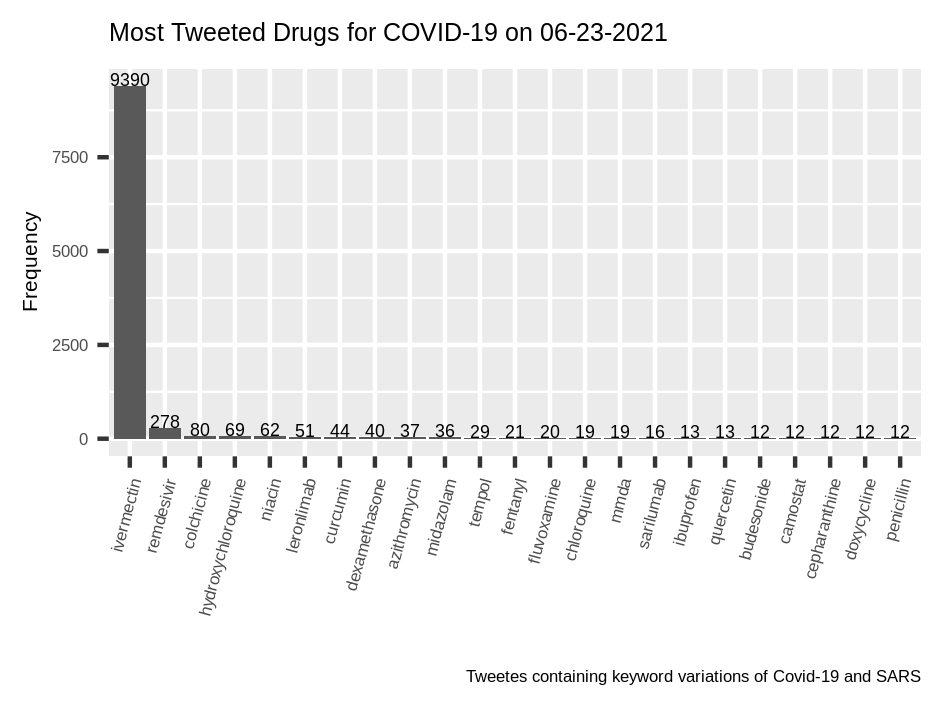 Most Tweeted Drugs for COVID-19 on 06-23-2021
Frequency
7500
5000
2500
0
9390
278
80
69
62
51
44
40
37
36
29
21
20
19
19
16
13
13
12
12
12
12
12
ivermectin
remdesivir
colchicine
hydroxychloroquine
niacin
leronlimab
curcumin
dexamethasone
azithromycin
midazolam
tempol
fentanyl
fluvoxamine
chloroquine
mmda
sarilumab
ibuprofen
quercetin
budesonide
camostat
cepharanthine
doxycycline
penicillin
Tweetes containing keyword variations of Covid-19 and SARS